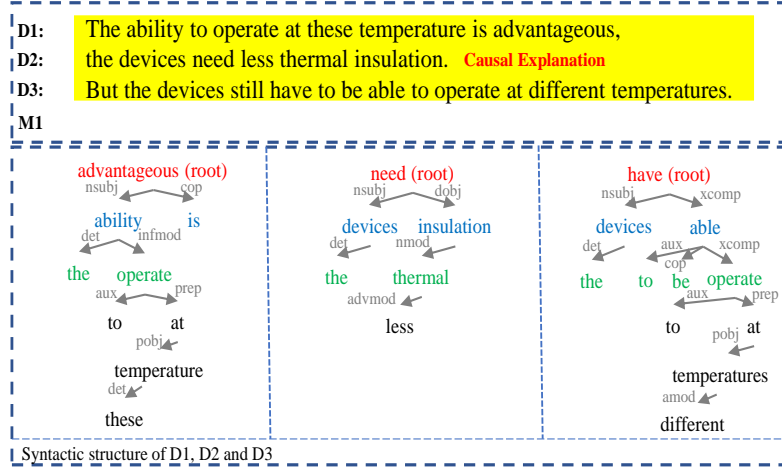 D1: The ability to operate at these temperature is advantageous,
D2: the devices need less thermal insulation. Causal Explanation
D3: But the devices still have to be able to operate at different temperatures.
M1
advantageous (root)
nsubj cop
ability is
det infmod
the operate
aux prep
to at
pobj
temperature
det
these
need (root)
nsubj dobj
devices insulation
det nmod
the thermal
advmod
less
have (root)
nsubj xcomp
devices able
det aux cop xcomp
the to be operate
aux prep
to at
pobj
temperatures
amod
different
Syntactic structure of D1, D2 and D3